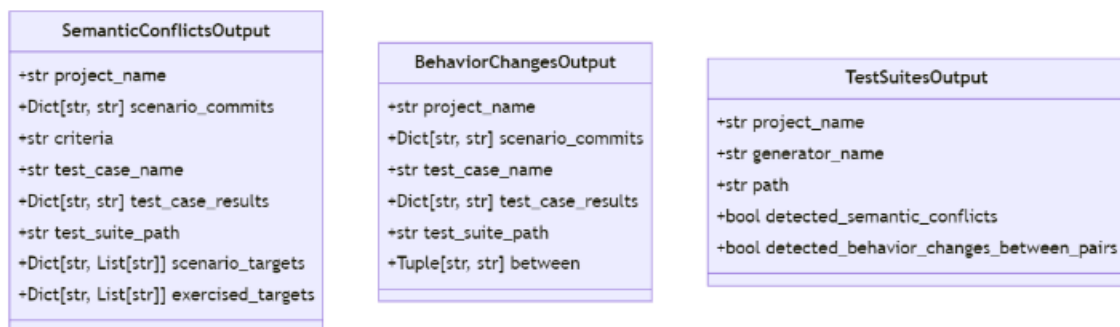 SemanticConflictsOutput
+str project_name
+Dict[str, str] scenario_commits
+str criteria
+str test_case_name
+Dict[str, str] test_case_results
+str test_suite_path
+Dict[str, List[str]] scenario_targets
+Dict[str, List[str]] exercised_targets
BehaviorChangesOutput
+str project_name
+Dict[str, str] scenario_commits
+str test_case_name
+Dict[str, str] test_case_results
+str test_suite_path
+Tuple[str, str] between
TestSuitesOutput
+str project_name
+str generator_name
+str path
+bool detected_semantic_conflicts
+bool detected_behavior_changes_between_pairs